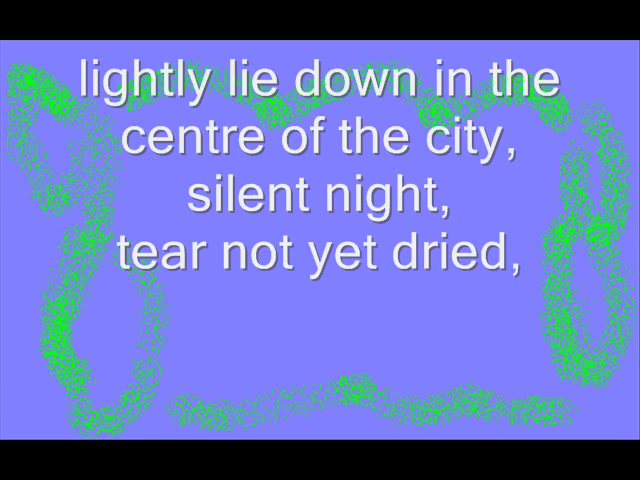 lightly lie down in the
centre of the city,
silent night,
tear not yet dried,